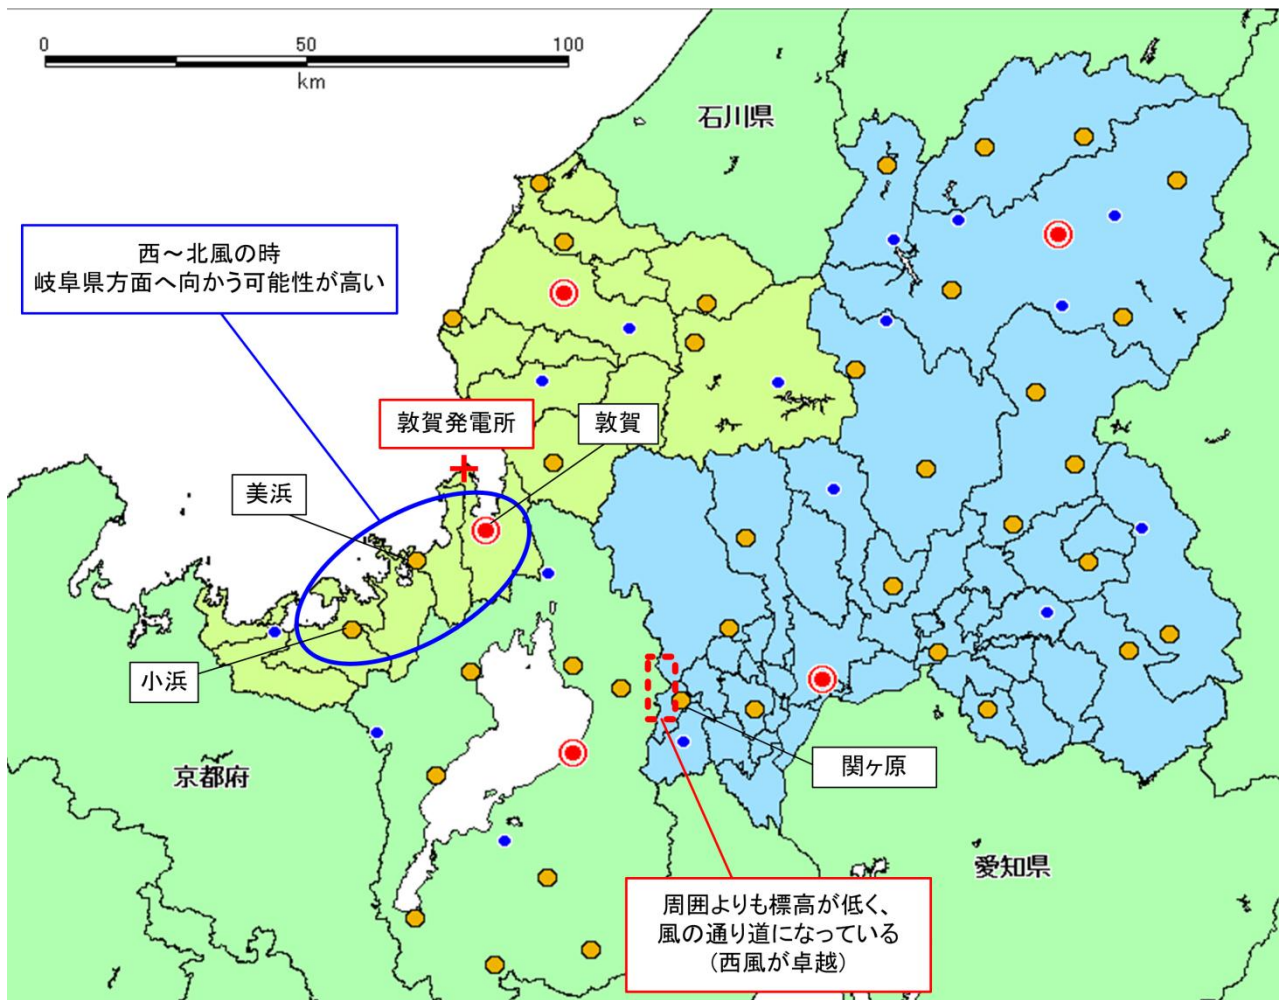 0 50 100
km
石川県
西～北風の時
岐阜県方面へ向かう可能性が高い
敦賀発電所
敦賀
美浜
小浜
関ヶ原
京都府
愛知県
周囲よりも標高が低く、
風の通り道になっている
(西風が卓越)